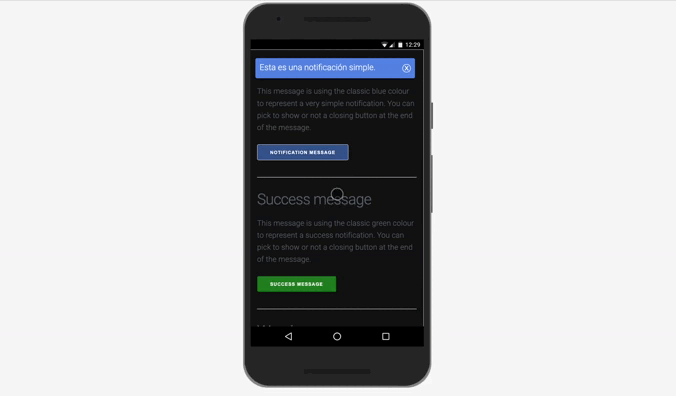 12:29
Esta es una notificación simple.
This message is using the classic blue colour
to represent a very simple notification. You can
pick to show or not a closing button at the end
of the message.
NOTIFICATION MESSAGE
Success message
This message is using the classic green colour
to represent a success notification. You can
pick to show or not a closing button at the end
of the message.
SUCCESS MESSAGE